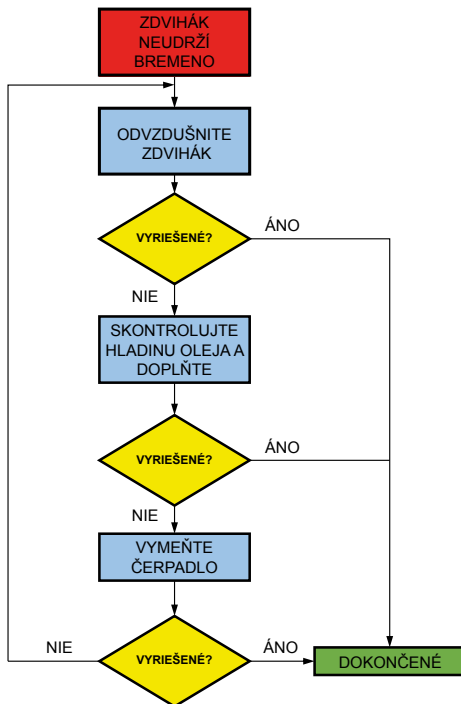 ZDVIHÁK
NEUDRŽÍ
BREMENO
ODVZDUŠNITE
ZDVIHÁK
VYRIEŠENÉ?
ÁNO
NIE
SKONTROLUJTE
HLADINU OLEJA A
DOPLŇTE
VYRIEŠENÉ?
ÁNO
NIE
VYMEŇTE
ČERPADLO
NIE
VYRIEŠENÉ?
ÁNO
DOKONČENÉ